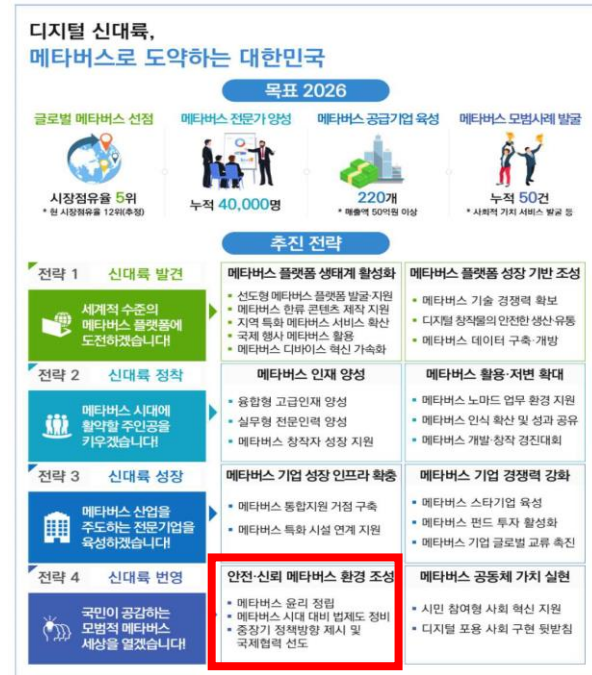 디지털 신대륙,
메타버스로 도약하는 대한민국
목표 2026
글로벌 메타버스 선점
시장점유율 5위
* 현 시장점유율 12위(추정)
메타버스 전문가 양성
누적 40,000명
메타버스 공급기업 육성
220개
* 매출액 50억원 이상
메타버스 모범사례 발굴
누적 50건
* 사회적 가치 서비스 발굴 등
추진 전략
전략 1 신대륙 발견
세계적 수준의
메타버스 플랫폼에
도전하겠습니다!
메타버스 플랫폼 생태계 활성화
• 선도형 메타버스 플랫폼 발굴·지원
• 메타버스 한류 콘텐츠 제작 지원
• 지역 특화 메타버스 서비스 확산
• 국제 행사 메타버스 활용
• 메타버스 디바이스 혁신 가속화
메타버스 플랫폼 성장 기반 조성
• 메타버스 기술 경쟁력 확보
• 디지털 창작물의 안전한 생산·유통
• 메타버스 데이터 구축·개방
전략 2 신대륙 정착
메타버스 시대에
활약할 주인공을
키우겠습니다!
메타버스 인재 양성
• 융합형 고급인재 양성
• 실무형 전문인력 양성
• 메타버스 창작자 성장 지원
메타버스 활용·저변 확대
• 메타버스 노마드 업무 환경 지원
• 메타버스 인식 확산 및 성과 공유
• 메타버스 개발·창작 경진대회
전략 3 신대륙 성장
메타버스 산업을
주도하는 전문기업을
육성하겠습니다!
메타버스 기업 성장 인프라 확충
• 메타버스 통합지원 거점 구축
• 메타버스 특화 시설 연계 지원
메타버스 기업 경쟁력 강화
• 메타버스 스타기업 육성
• 메타버스 펀드 투자 활성화
• 메타버스 기업 글로벌 교류 촉진
전략 4 신대륙 번영
국민이 공감하는
모범적 메타버스
세상을 열겠습니다!
안전·신뢰 메타버스 환경 조성
• 메타버스 윤리 정립
• 메타버스 시대 대비 법제도 정비
• 중장기 정책방향 제시 및
국제협력 선도
메타버스 공동체 가치 실현
• 시민 참여형 사회 혁신 지원
• 디지털 포용 사회 구현 뒷받침